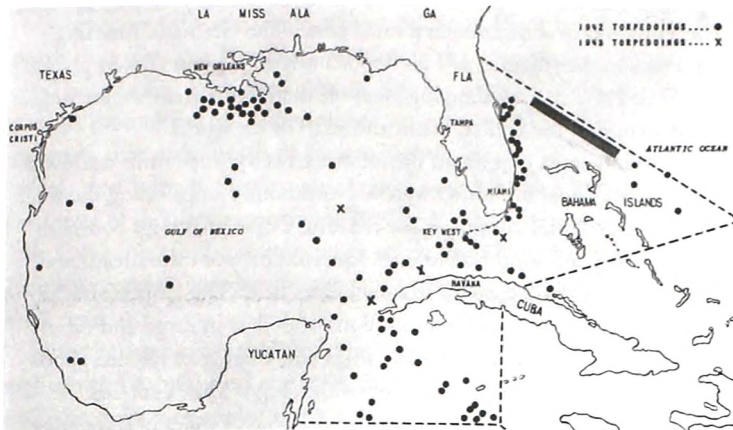 LA MISS ALA GA
1942 TORPEDOINGS.... ●
1943 TORPEDOINGS.... X
TEXAS
NEW ORLEANS
FLA
CORPUS
CRISTI
TAMPA
ATLANTIC OCEAN
MIAMI
BAHAMA ISLANDS
GULF OF MEXICO
KEY WEST
HAVANA
CUBA
YUCATAN